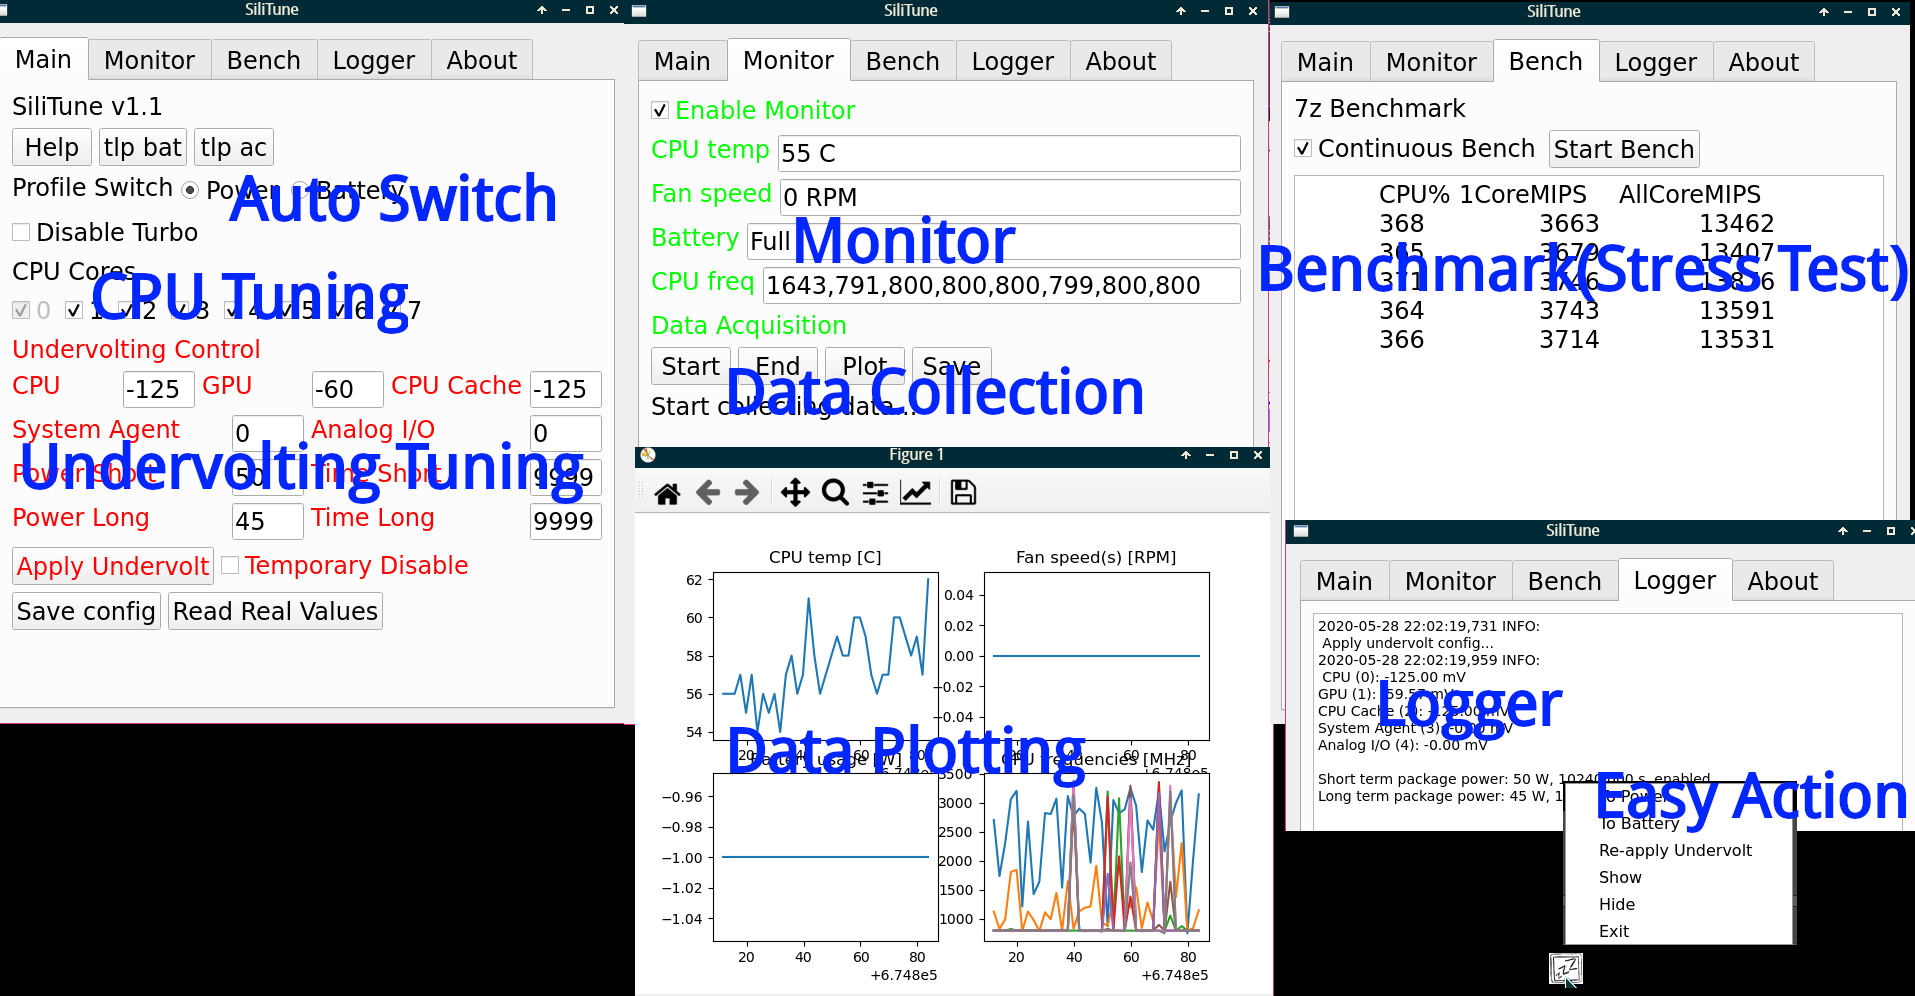 SiliTune
Main Monitor Bench Logger About
SiliTune v1.1
Help tlp bat tlp ac
Profile Switch Power Battery
Auto Switch
Disable Turbo
CPU Cores
CPU Tuning
0 1 2 3 4 5 6 7
Undervolting Control
CPU -125 GPU -60 CPU Cache -125
System Agent 0 Analog I/O 0
Undervolting Tuning
Power Short 50 Time Short 9999
Power Long 45 Time Long 9999
Apply Undervolt Temporary Disable
Save config Read Real Values
SiliTune
Main Monitor Bench Logger About
Enable Monitor
CPU temp 55 C
Fan speed 0 RPM
Battery Full
Monitor
CPU freq 1643,791,800,800,800,799,800,800
Data Acquisition
Start End Plot Save
Data Collection
Start collecting data...
Figure 1
CPU temp [C]
62
60
58
56
54
20 40 60 80
+6.748e5
Fan speed(s) [RPM]
0.04
0.02
0.00
−0.02
−0.04
60 80
+6.748e5
Data Plotting
Battery usage [W]
−0.96
−0.98
−1.00
−1.02
−1.04
20 40 60 80
+6.748e5
CPU frequencies [MHz]
3500
3000
2500
2000
1500
1000
20 40 60 80
+6.748e5
SiliTune
Main Monitor Bench Logger About
7z Benchmark
Continuous Bench Start Bench
CPU% 1CoreMIPS AllCoreMIPS
368 3663 13462
365 3679 13407
Benchmark(Stress Test)
371 3746
364 3743 13591
366 3714 13531
SiliTune
Main Monitor Bench Logger About
2020-05-28 22:02:19,731 INFO:
Apply undervolt config...
2020-05-28 22:02:19,959 INFO:
CPU (0): -125.00 mV
GPU (1): -59.57 mV
Logger
CPU Cache (2): -125.00 mV
System Agent (3): -0.00 mV
Analog I/O (4): -0.00 mV
Short term package power: 50 W, enabled
Long term package power: 45 W,
Easy Action
To Power
To Battery
Re-apply Undervolt
Show
Hide
Exit